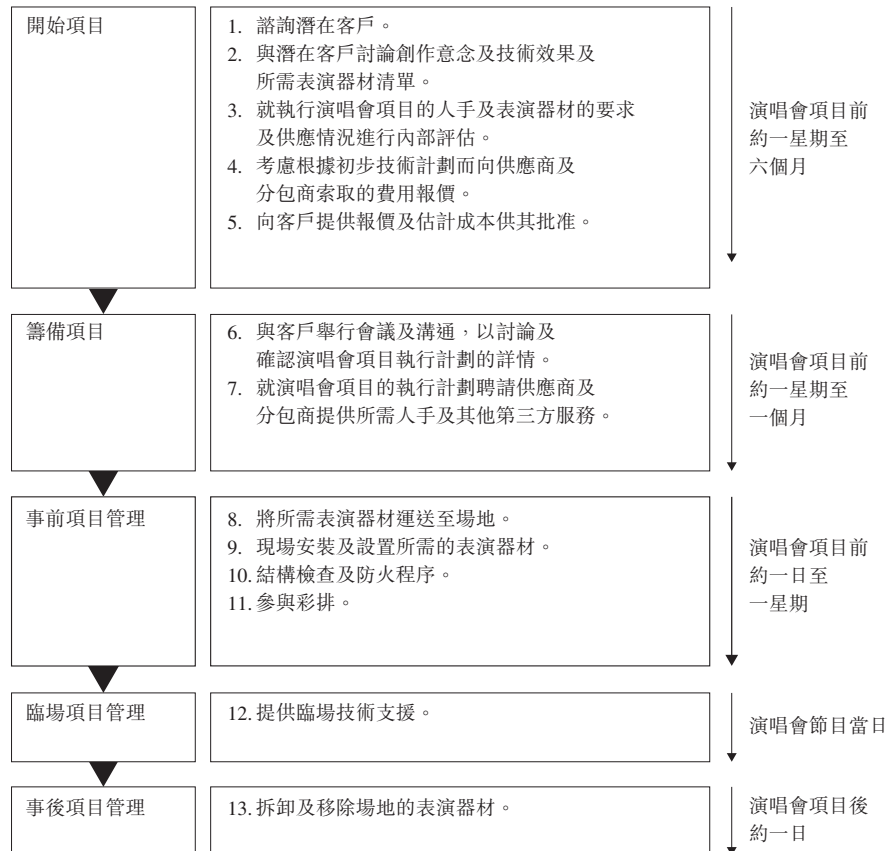 開始項目
1. 諮詢潛在客戶。
2. 與潛在客戶討論創作意念及技術效果及
所需表演器材清單。
3. 就執行演唱會項目的人手及表演器材的要求
及供應情況進行內部評估。
4. 考慮根據初步技術計劃而向供應商及
分包商索取的費用報價。
5. 向客戶提供報價及估計成本供其批准。
演唱會項目前
約一星期至
六個月
籌備項目
6. 與客戶舉行會議及溝通，以討論及
確認演唱會項目執行計劃的詳情。
7. 就演唱會項目的執行計劃聘請供應商及
分包商提供所需人手及其他第三方服務。
演唱會項目前
約一星期至
一個月
事前項目管理
8. 將所需表演器材運送至場地。
9. 現場安裝及設置所需的表演器材。
10. 結構檢查及防火程序。
11. 參與彩排。
演唱會項目前
約一日至
一星期
臨場項目管理
12. 提供臨場技術支援。
演唱會節目當日
事後項目管理
13. 拆卸及移除場地的表演器材。
演唱會項目後
約一日